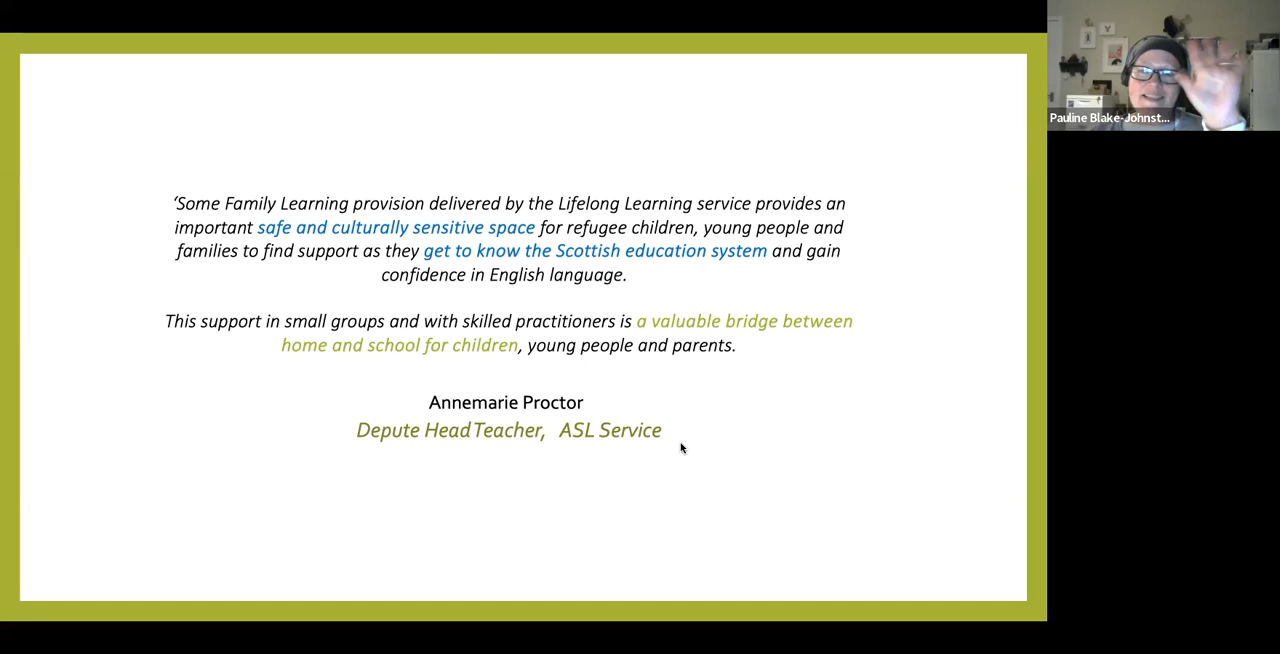 ‘Some Family Learning provision delivered by the Lifelong Learning service provides an
important safe and culturally sensitive space for refugee children, young people and
families to find support as they get to know the Scottish education system and gain
confidence in English language.
This support in small groups and with skilled practitioners is a valuable bridge between
home and school for children, young people and parents.
Annemarie Proctor
Depute Head Teacher, ASL Service
Pauline Blake-Johnst...